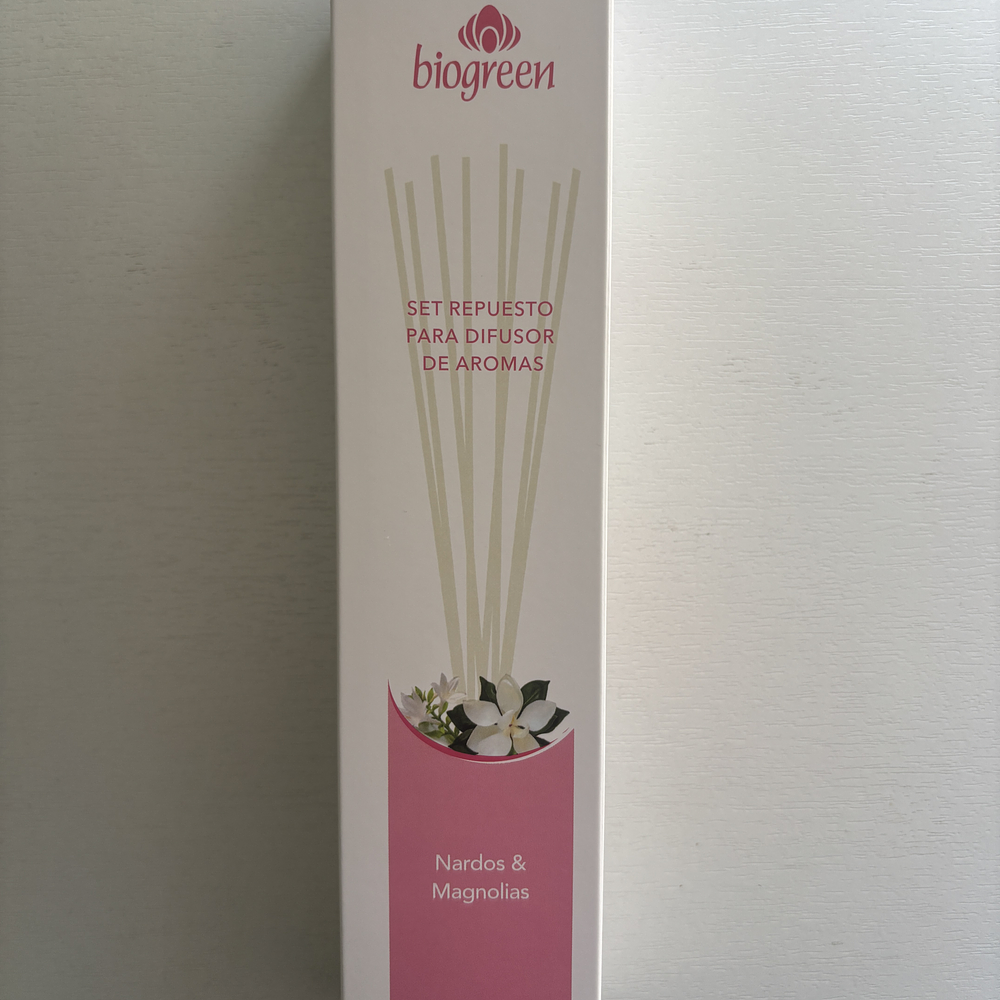 biogreen
SET REPUESTO
PARA DIFUSOR
DE AROMAS
Nardos &
Magnolias